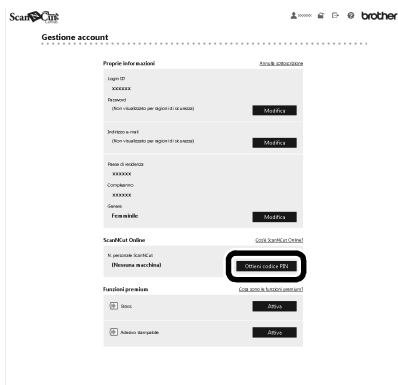 ScanNCut
brother
Gestione account
Proprie informazioni
Annulla sottoscrizione
Login ID
xxxxxx
Password
(Non visualizzato per ragioni di sicurezza)
Modifica
Indirizzo e-mail
(Non visualizzato per ragioni di sicurezza)
Modifica
Paese di residenza
xxxxxx
Compleanno
xxxxxx
Genere
Femminile
Modifica
ScanNCut Online
Cos'è ScanNCut Online?
N. personale ScanNCut
(Nessuna macchina)
Ottieni codice PIN
Funzioni premium
Cosa sono le funzioni premium?
Attiva
Adesivo stampabile
Attiva